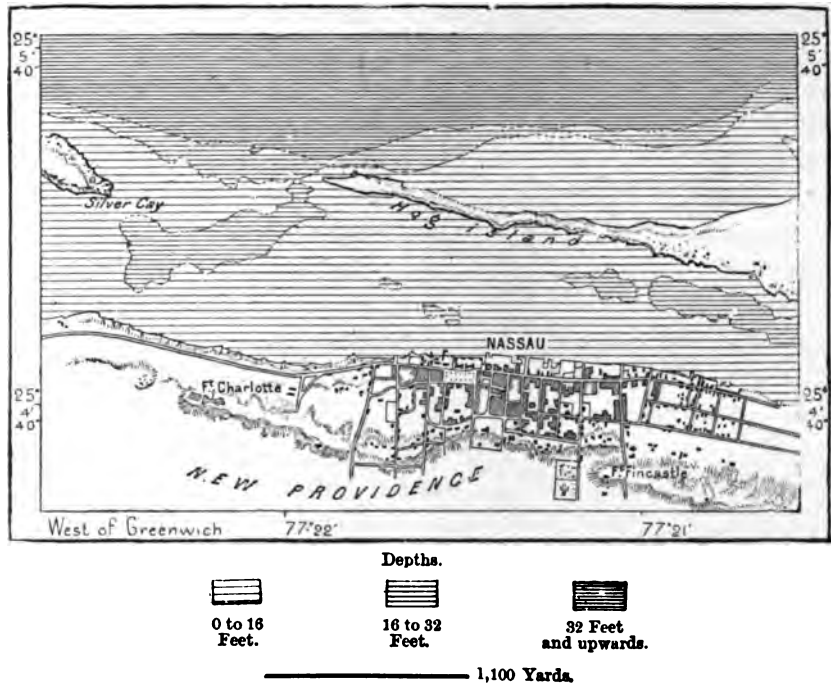 25°
5'
40"
25°
5'
40"
Silver Cay
Hog Island
NASSAU
Ft. Charlotte
25°
4'
40"
25°
4'
40"
Ft. Fincastle
NEW PROVIDENCE
West of Greenwich
77°22'
77°21'
Depths.
0 to 16
Feet.
16 to 32
Feet.
32 Feet
and upwards.
1,100 Yards.